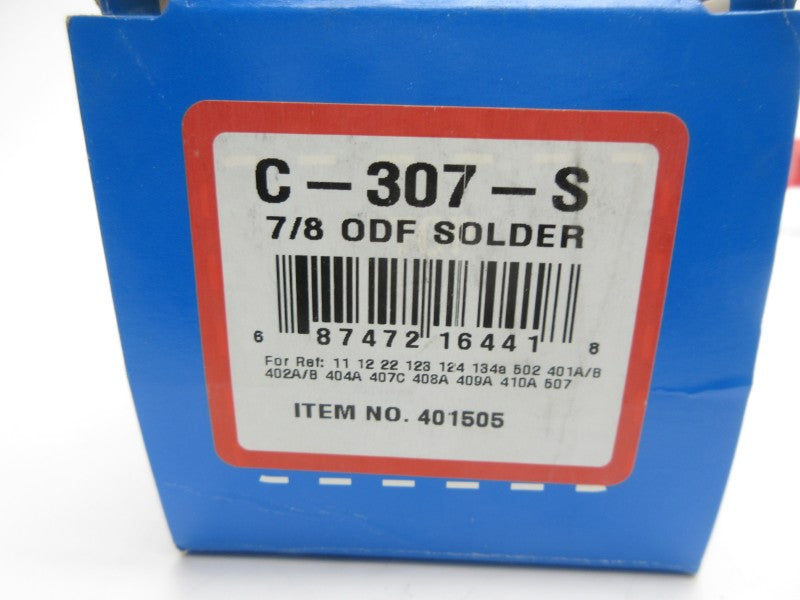 C-307-S
7/8 ODF SOLDER
6 87472 16441 8
For Ref: 11 12 22 123 124 134a 502 401A/B
402A/B 404A 407C 408A 409A 410A 507
ITEM NO. 401505